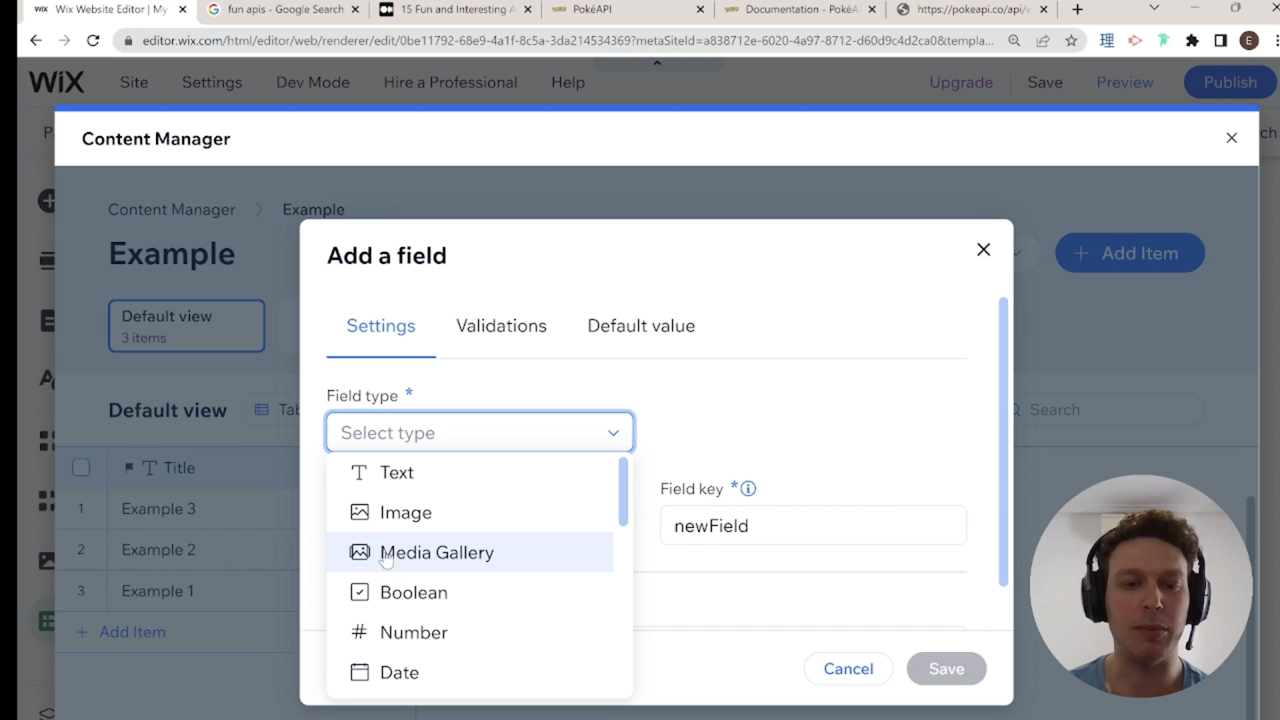 Wix Website Editor | My
fun apis - Google Search
15 Fun and Interesting A
PokéAPI
Documentation - PokéA
https://pokeapi.co/api/v
editor.wix.com/html/editor/web/renderer/edit/0be11792-68e9-4a1f-8c5a-3da214534369?metaSiteId=a838712e-6020-4a97-8712-d60d9c4d2ca0&templa...
理
E
WiX
Site
Settings
Dev Mode
Hire a Professional
Help
Upgrade
Save
Preview
Publish
Content Manager
Content Manager > Example
Example
Add Item
Default view
3 items
Default view
Tab
Search
Title
1 Example 3
2 Example 2
3 Example 1
+ Add Item
Add a field
Settings
Validations
Default value
Field type *
Select type
Text
Image
Media Gallery
Boolean
Number
Date
Field key *
newField
Cancel
Save